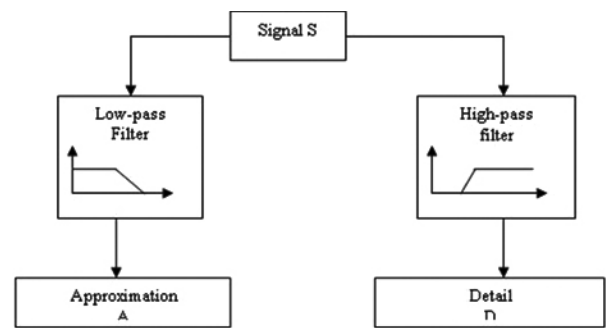 Signal S
Low-pass
Filter
High-pass
filter
Approximation
A
Detail
D